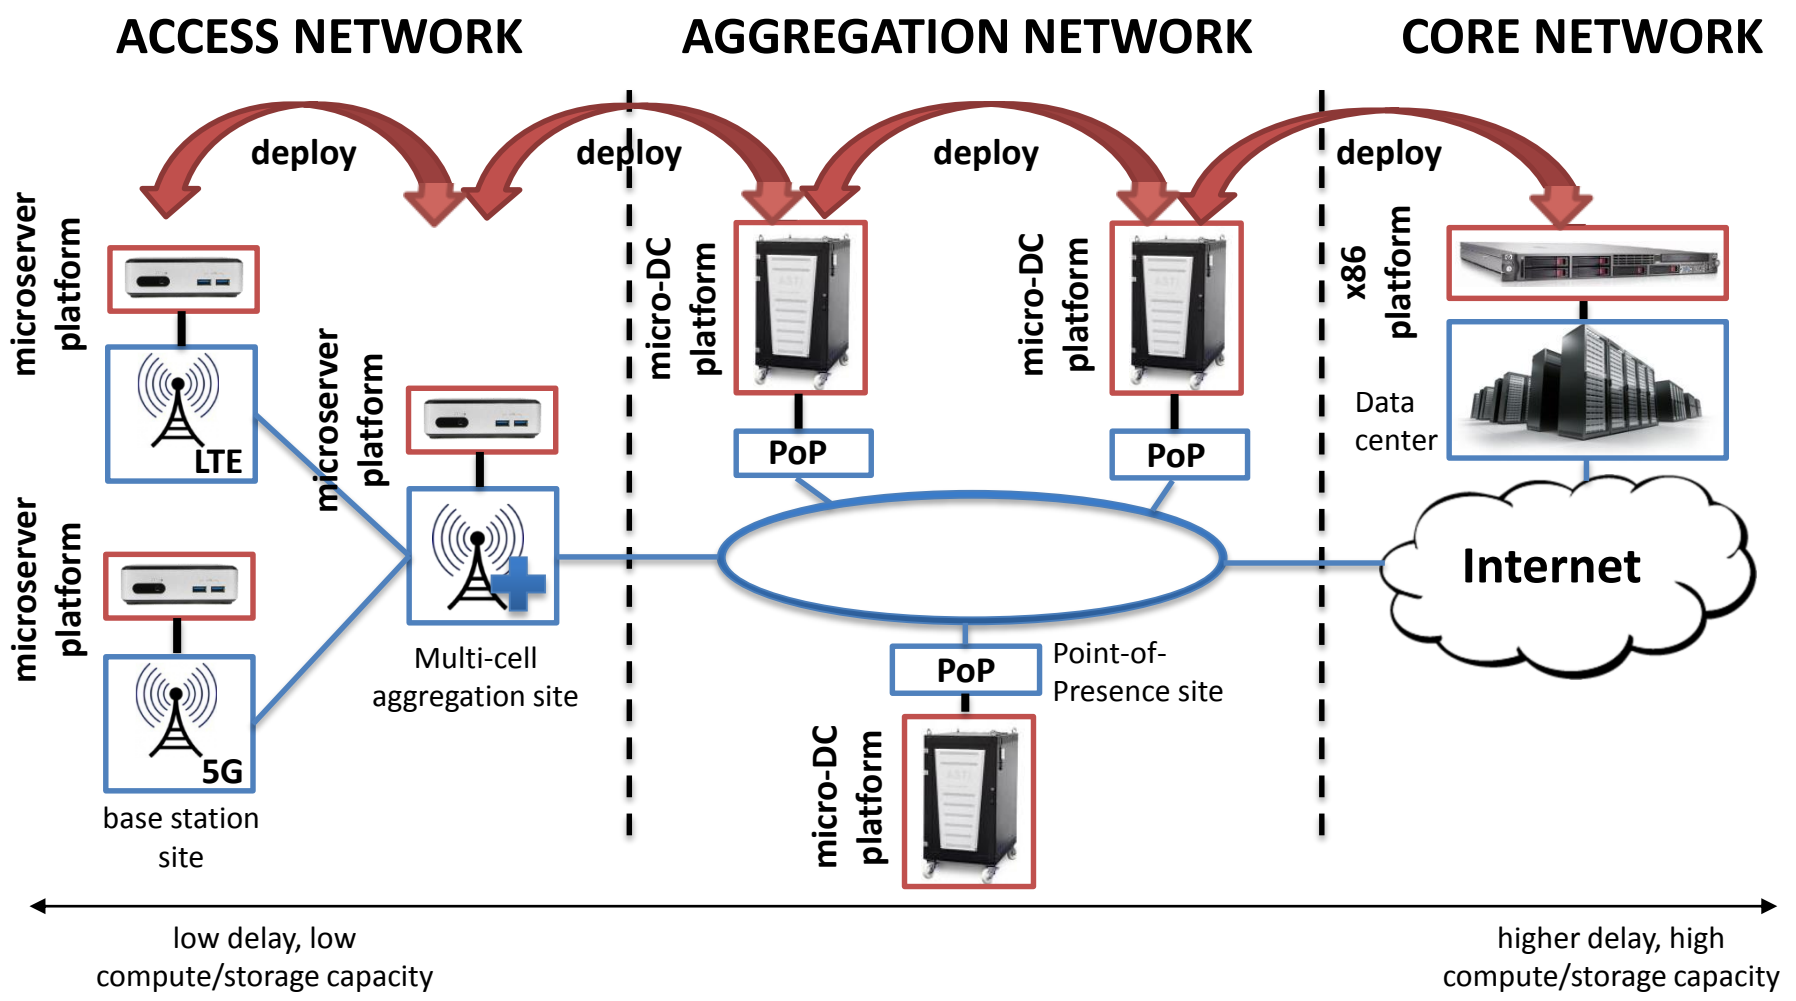 ACCESS NETWORK
AGGREGATION NETWORK
CORE NETWORK
deploy
deploy
deploy
deploy
microserver
platform
LTE
microserver
platform
5G
base station
site
microserver
platform
Multi-cell
aggregation site
micro-DC
platform
PoP
micro-DC
platform
PoP
PoP
Point-of-
Presence site
micro-DC
platform
x86
platform
Data
center
Internet
low delay, low
compute/storage capacity
higher delay, high
compute/storage capacity